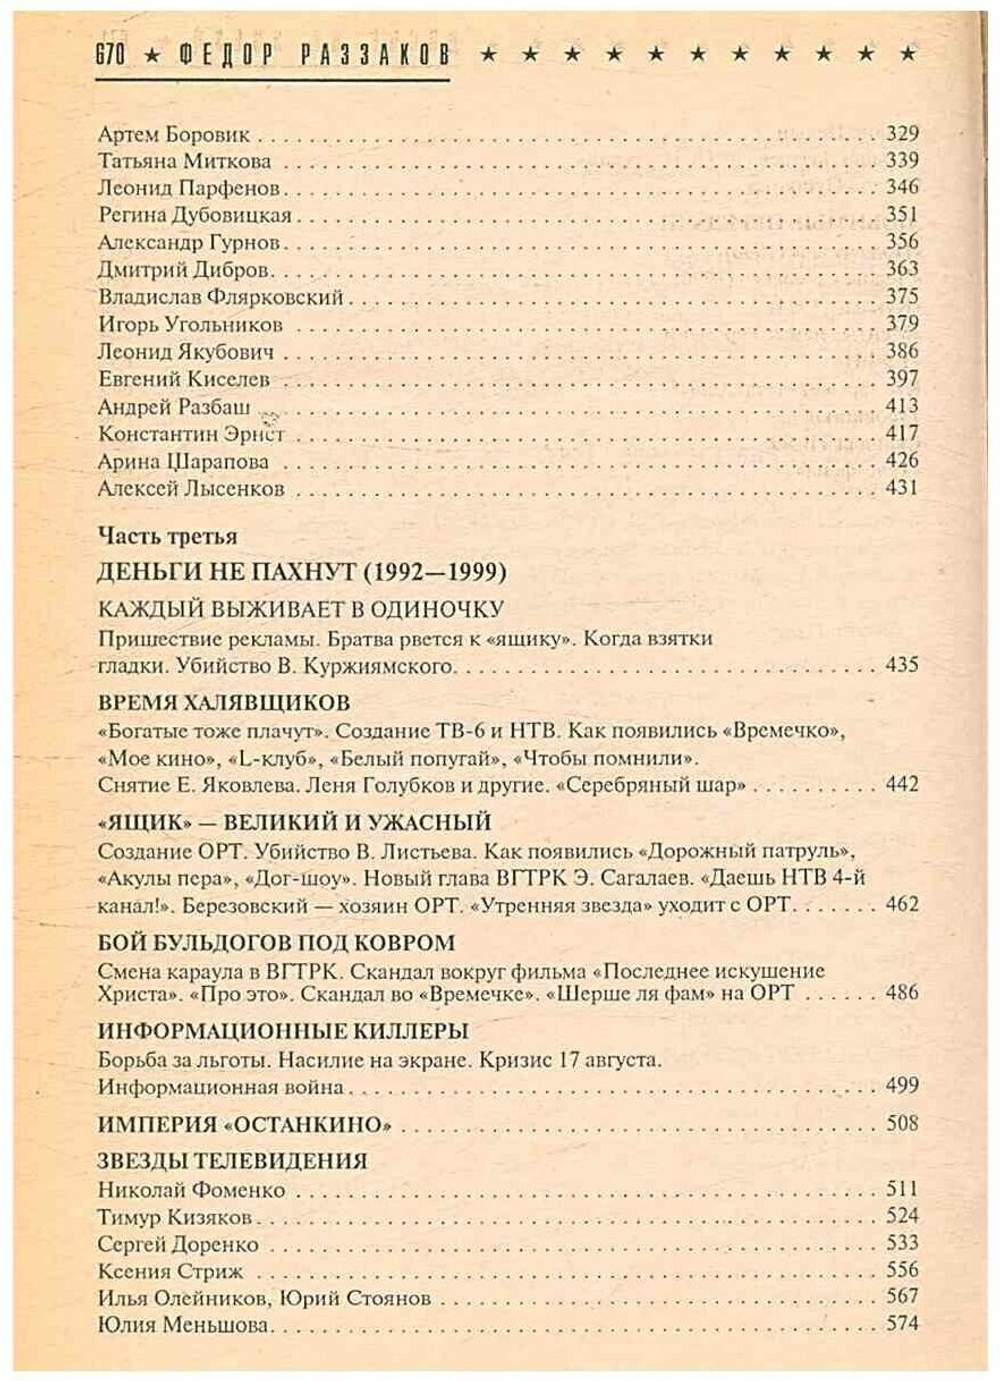 670 ★ ФЕДОР РАЗЗАКОВ ★ ★ ★ ★ ★ ★ ★ ★ ★ ★ ★
Артем Боровик . . . . . . . . . . 329
Татьяна Миткова . . . . . . . . . . 339
Леонид Парфенов . . . . . . . . . . 346
Регина Дубовицкая . . . . . . . . . . 351
Александр Гурнов . . . . . . . . . . 356
Дмитрий Дибров . . . . . . . . . . 363
Владислав Флярковский . . . . . . . . . . 375
Игорь Угольников . . . . . . . . . . 379
Леонид Якубович . . . . . . . . . . 386
Евгений Киселев . . . . . . . . . . 397
Андрей Разбаш . . . . . . . . . . 413
Константин Эрнст . . . . . . . . . . 417
Арина Шарапова . . . . . . . . . . 426
Алексей Лысенков . . . . . . . . . . 431
Часть третья
ДЕНЬГИ НЕ ПАХНУТ (1992—1999)
КАЖДЫЙ ВЫЖИВАЕТ В ОДИНОЧКУ
Пришествие рекламы. Братва рвется к «ящику». Когда взятки
гладки. Убийство В. Куржиямского. . . . . . . . . . . 435
ВРЕМЯ ХАЛЯВЩИКОВ
«Богатые тоже плачут». Создание ТВ-6 и НТВ. Как появились «Времечко»,
«Мое кино», «L-клуб», «Белый попугай», «Чтобы помнили».
Снятие Е. Яковлева. Леня Голубков и другие. «Серебряный шар» . . . . . . . . . . 442
«ЯЩИК» — ВЕЛИКИЙ И УЖАСНЫЙ
Создание ОРТ. Убийство В. Листьева. Как появились «Дорожный патруль»,
«Акулы пера», «Дог-шоу». Новый глава ВГТРК Э. Сагалаев. «Даешь НТВ 4-й
канал!». Березовский — хозяин ОРТ. «Утренняя звезда» уходит с ОРТ. . . . . . . 462
БОЙ БУЛЬДОГОВ ПОД КОВРОМ
Смена караула в ВГТРК. Скандал вокруг фильма «Последнее искушение
Христа». «Про это». Скандал во «Времечке». «Шерше ля фам» на ОРТ . . . . . . 486
ИНФОРМАЦИОННЫЕ КИЛЛЕРЫ
Борьба за льготы. Насилие на экране. Кризис 17 августа.
Информационная война . . . . . . . . . . 499
ИМПЕРИЯ «ОСТАНКИНО» . . . . . . . . . . 508
ЗВЕЗДЫ ТЕЛЕВИДЕНИЯ
Николай Фоменко . . . . . . . . . . 511
Тимур Кизяков . . . . . . . . . . 524
Сергей Доренко . . . . . . . . . . 533
Ксения Стриж . . . . . . . . . . 556
Илья Олейников, Юрий Стоянов . . . . . . . . . . 567
Юлия Меньшова . . . . . . . . . . 574